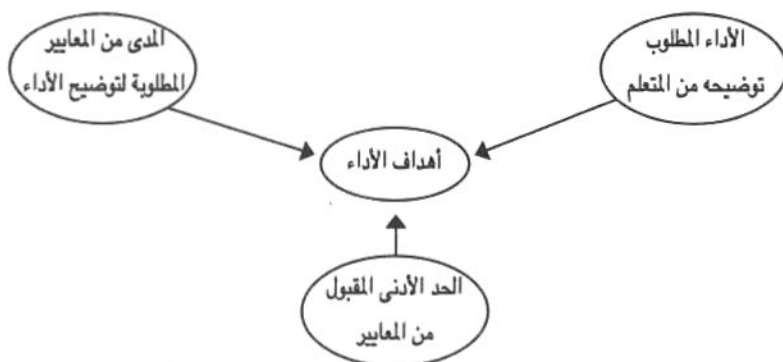 الأداء المطلوب
توضيحه من المتعلم
المدى من المعايير
المطلوبة لتوضيح الأداء
أهداف الأداء
الحد الأدنى المقبول
من المعايير